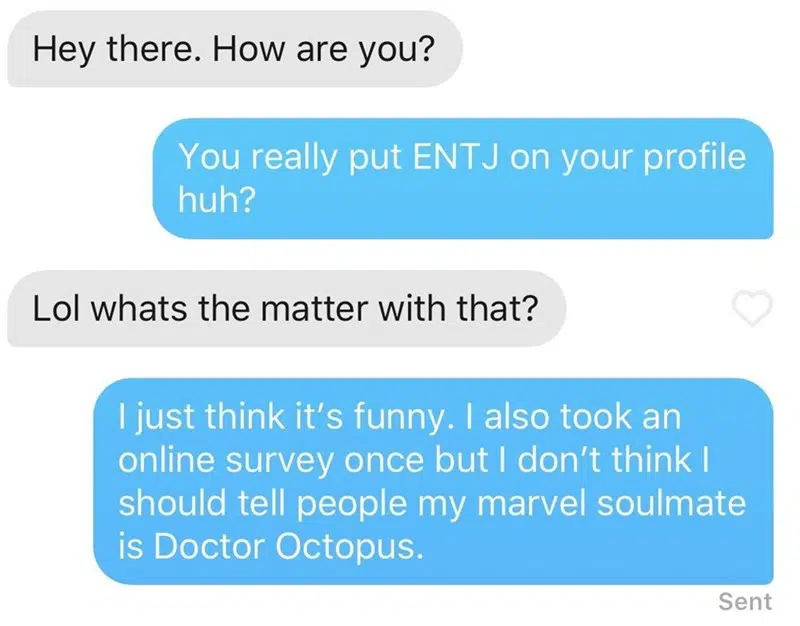 Hey there. How are you?
You really put ENTJ on your profile
huh?
Lol whats the matter with that?
I just think it’s funny. I also took an
online survey once but I don’t think I
should tell people my marvel soulmate
is Doctor Octopus.
Sent